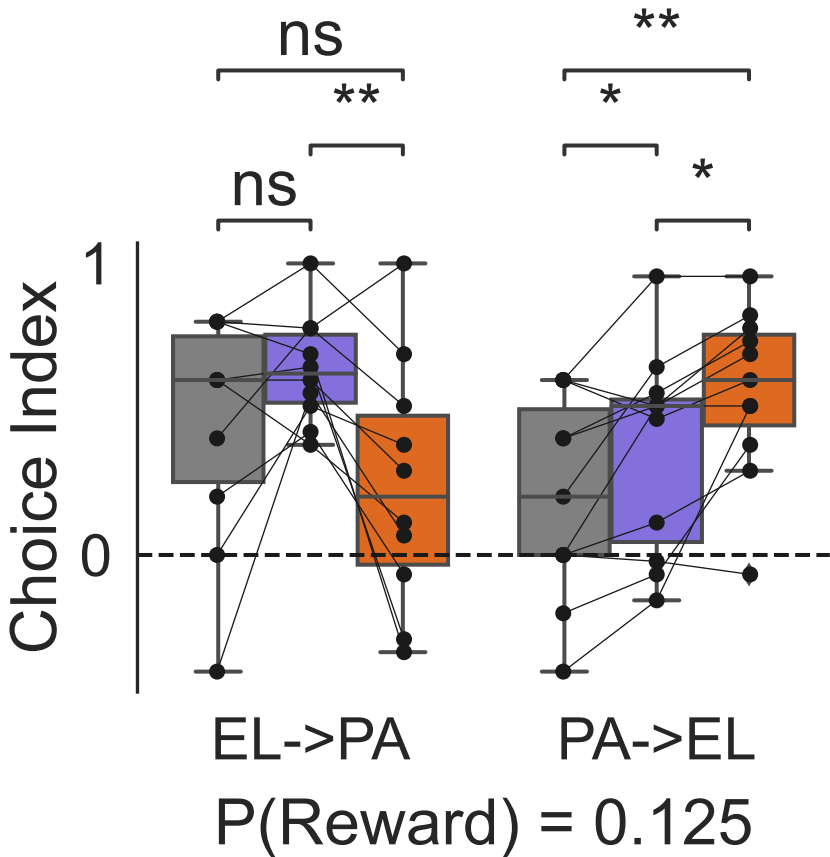 ns
**
**
*
ns
*
1
0
Choice Index
EL->PA
PA->EL
P(Reward) = 0.125